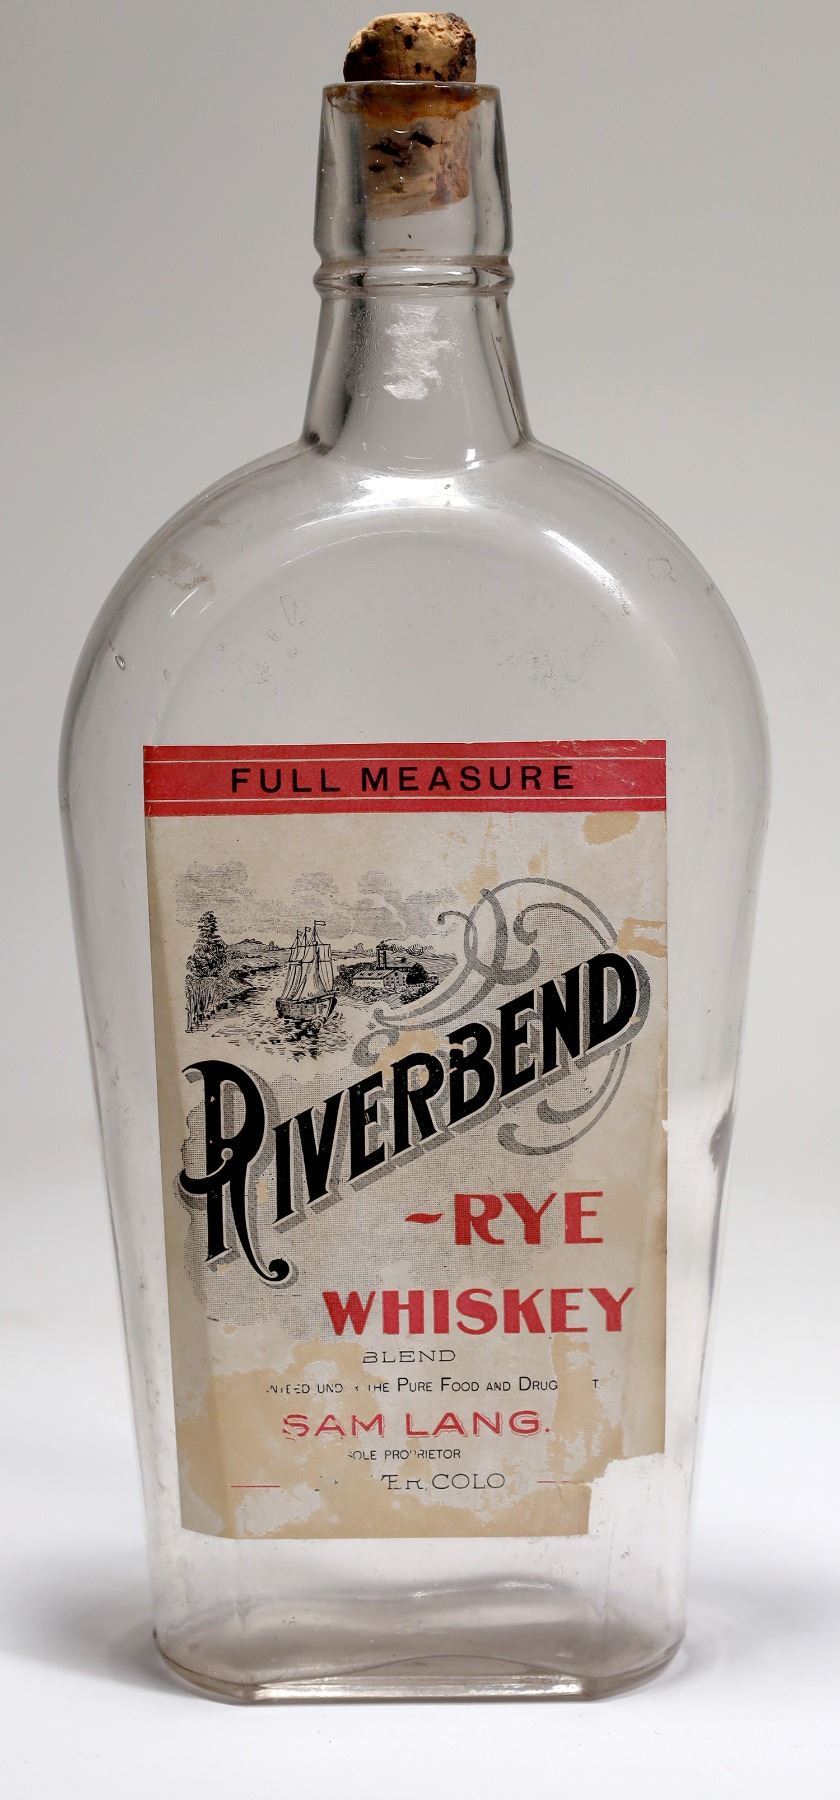 FULL MEASURE
RIVERBEND
~RYE
WHISKEY
BLEND
THE PURE FOOD AND DRUG
SAM LANG.
SOLE PROPRIETOR
COLO